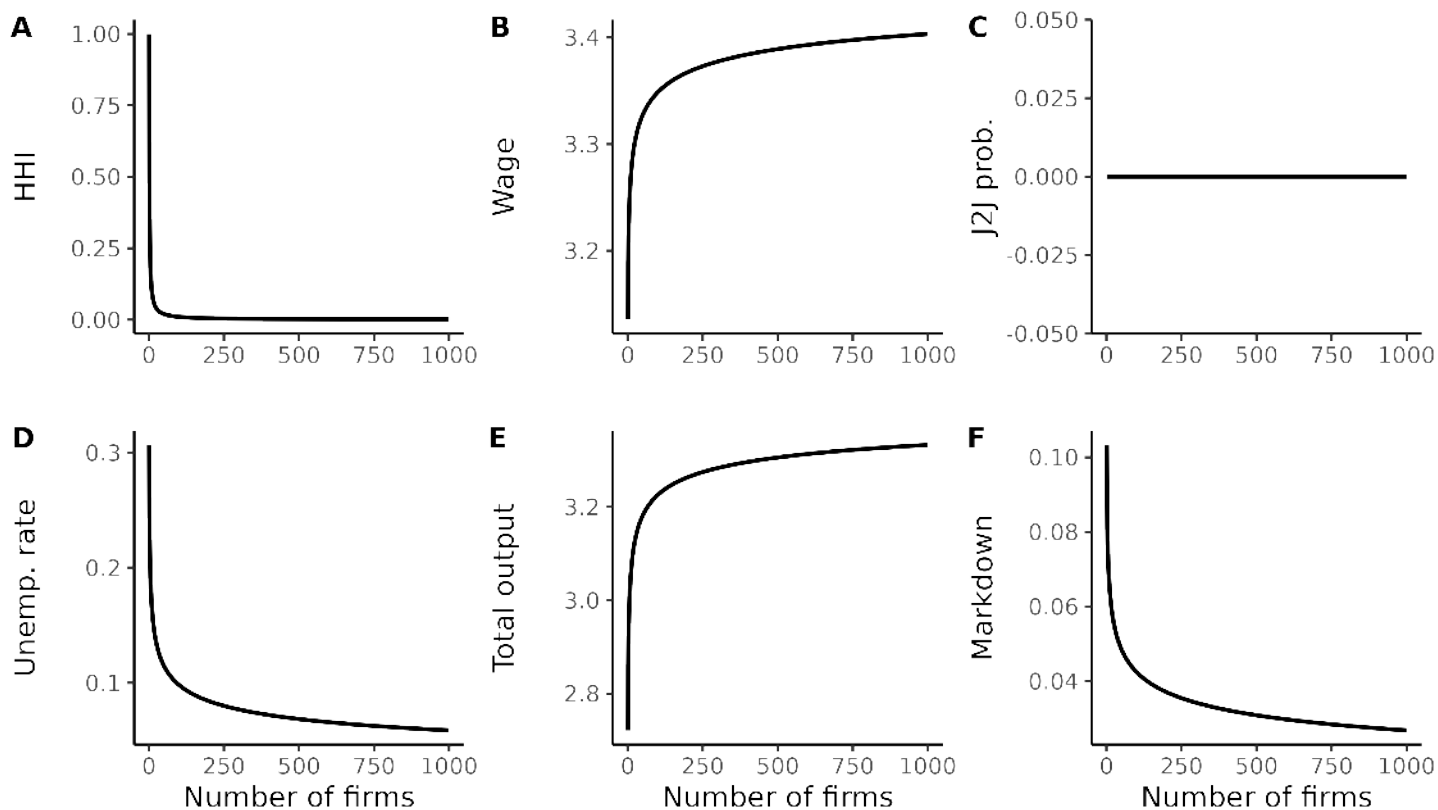 A
HHI
1.00
0.75
0.50
0.25
0.00
0 250 500 750 1000
B
Wage
3.4
3.3
3.2
0 250 500 750 1000
C
J2J prob.
0.050
0.025
0.000
-0.025
-0.050
0 250 500 750 1000
D
Unemp. rate
0.3
0.2
0.1
0 250 500 750 1000
Number of firms
E
Total output
3.2
3.0
2.8
0 250 500 750 1000
Number of firms
F
Markdown
0.10
0.08
0.06
0.04
0 250 500 750 1000
Number of firms